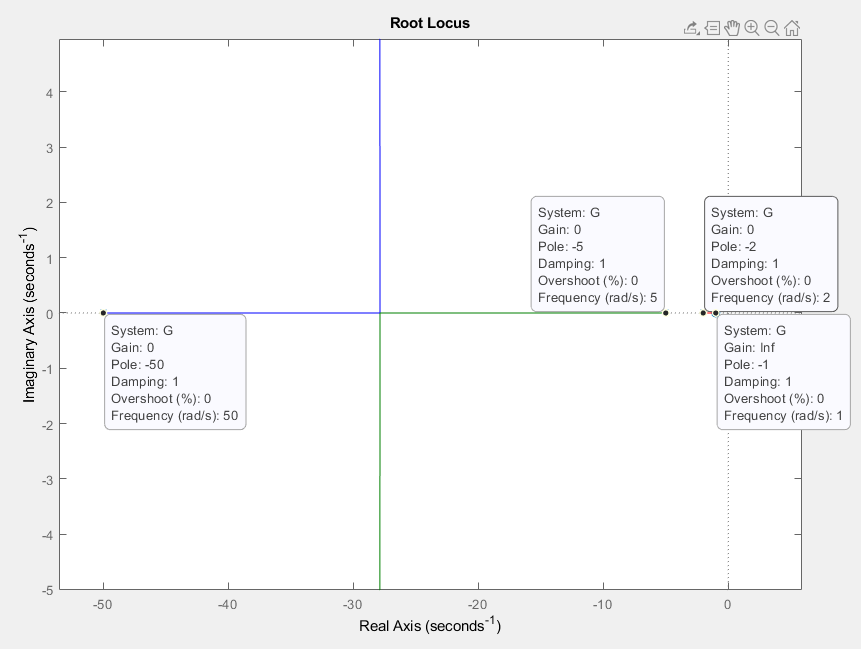 Root Locus
4
3
2
1
0
-1
-2
-3
-4
-5
Imaginary Axis (seconds-1)
System: G
Gain: 0
Pole: -5
Damping: 1
Overshoot (%): 0
Frequency (rad/s): 5
System: G
Gain: 0
Pole: -2
Damping: 1
Overshoot (%): 0
Frequency (rad/s): 2
System: G
Gain: 0
Pole: -50
Damping: 1
Overshoot (%): 0
Frequency (rad/s): 50
System: G
Gain: Inf
Pole: -1
Damping: 1
Overshoot (%): 0
Frequency (rad/s): 1
-50 -40 -30 -20 -10 0
Real Axis (seconds-1)